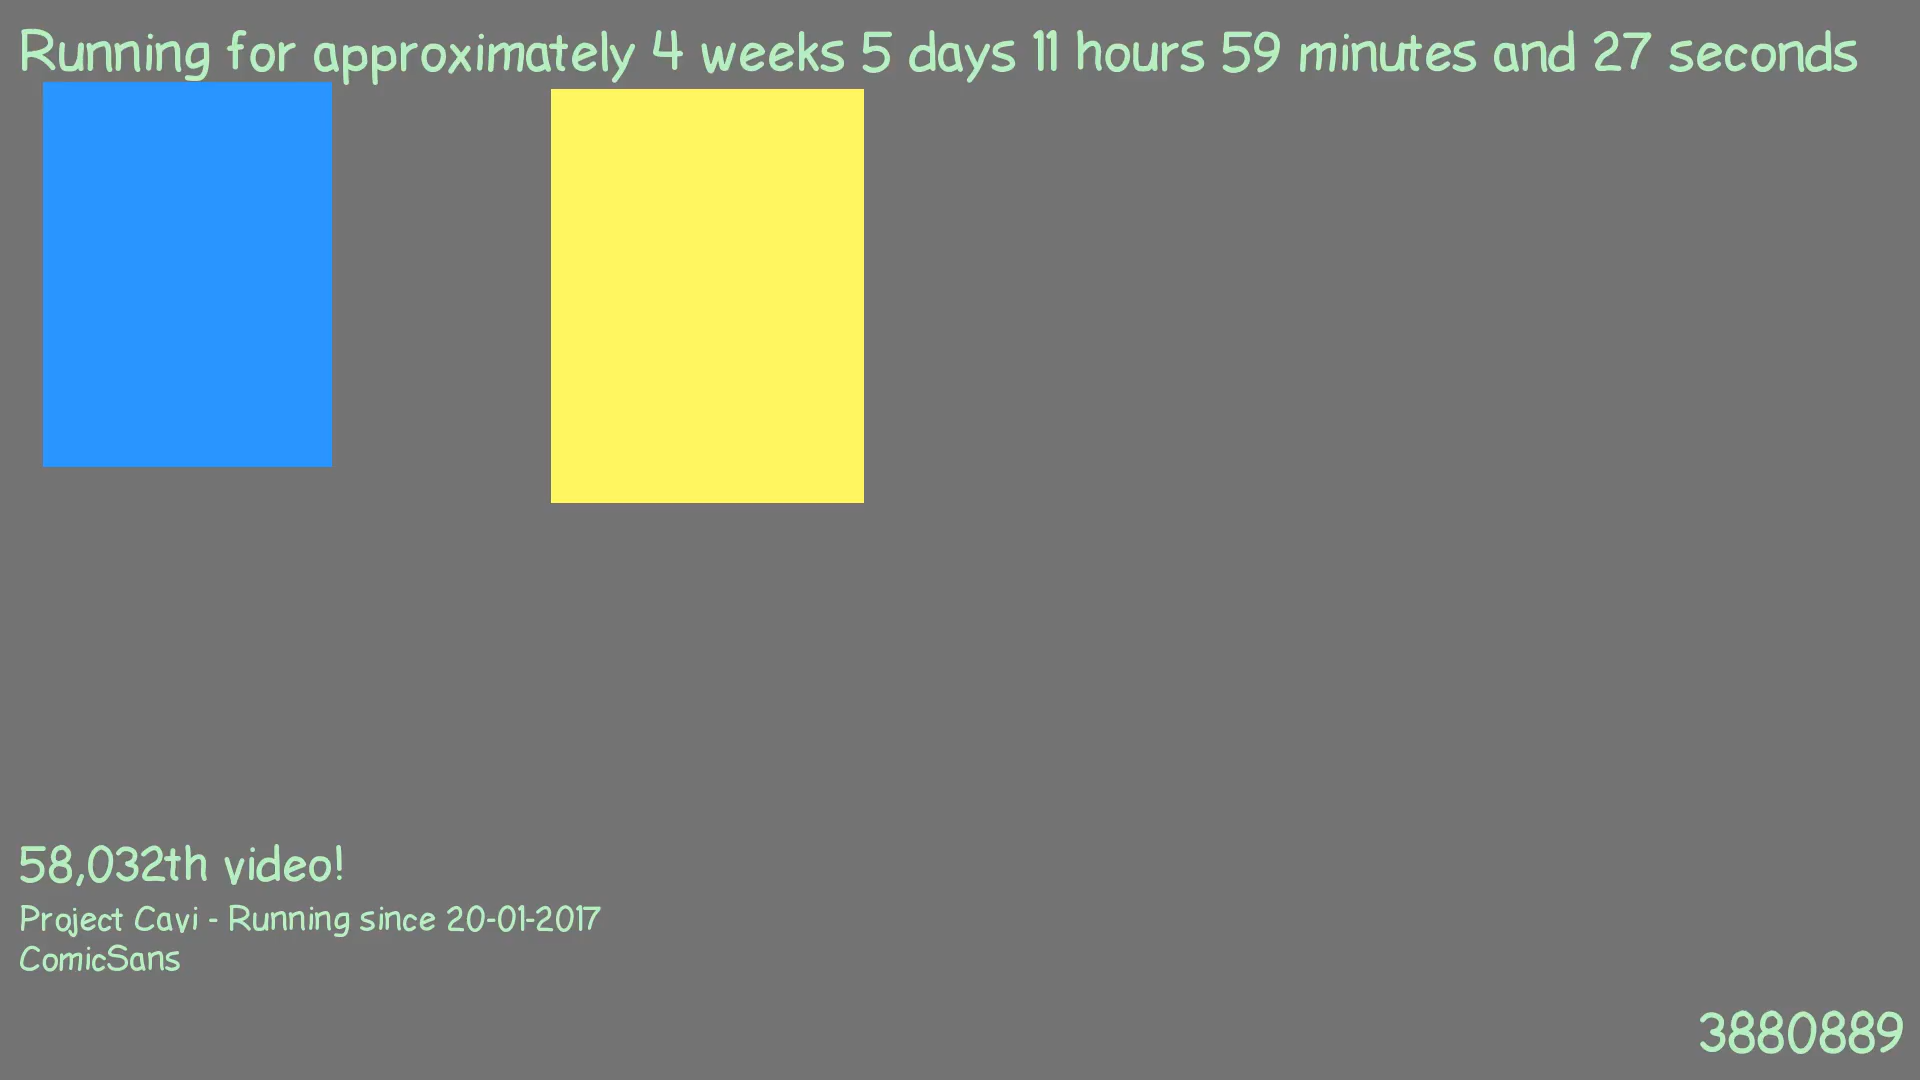 Running for approximately 4 weeks 5 days 11 hours 59 minutes and 27 seconds
58,032th video!
Project Cavi - Running since 20-01-2017
ComicSans
3880889